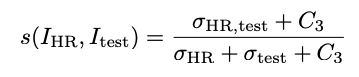 s(I_HR, I_test) = (σ_HR,test + C_3) / (σ_HR + σ_test + C_3)